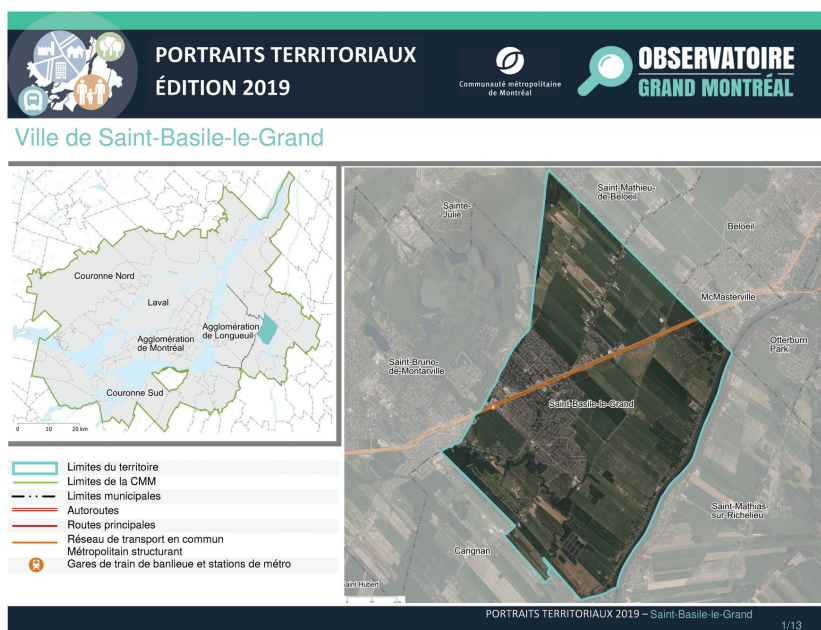 PORTRAITS TERRITORIAUX
ÉDITION 2019
Communauté métropolitaine
de Montréal
OBSERVATOIRE
GRAND MONTRÉAL
Ville de Saint-Basile-le-Grand
Couronne Nord
Laval
Agglomération
de Longueuil
Agglomération
de Montréal
Couronne Sud
0 10 20 km
Sainte-
Julie
Saint-Mathieu-
de-Beloeil
Beloeil
McMasterville
Otterburn
Park
Saint-Bruno-
de-Montarville
Saint-Basile-le-Grand
Saint-Mathias-
sur-Richelieu
Carignan
Saint-Hubert
Limites du territoire
Limites de la CMM
Limites municipales
Autoroutes
Routes principales
Réseau de transport en commun
Métropolitain structurant
Gares de train de banlieue et stations de métro
PORTRAITS TERRITORIAUX 2019 – Saint-Basile-le-Grand
1/13